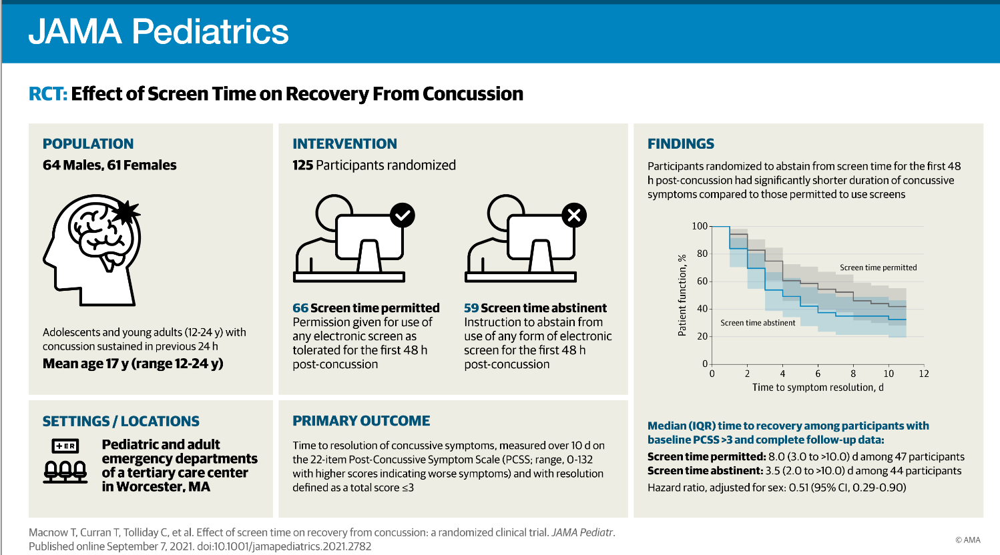 JAMA Pediatrics
RCT: Effect of Screen Time on Recovery From Concussion
POPULATION
64 Males, 61 Females
Adolescents and young adults (12-24 y) with
concussion sustained in previous 24 h
Mean age 17 y (range 12-24 y)
INTERVENTION
125 Participants randomized
66 Screen time permitted
Permission given for use of
any electronic screen as
tolerated for the first 48 h
post-concussion
59 Screen time abstinent
Instruction to abstain from
use of any form of electronic
screen for the first 48 h
post-concussion
FINDINGS
Participants randomized to abstain from screen time for the first 48
h post-concussion had significantly shorter duration of concussive
symptoms compared to those permitted to use screens
100
80
60
40
20
0
Patient function, %
Screen time permitted
Screen time abstinent
0 2 4 6 8 10 12
Time to symptom resolution, d
Median (IQR) time to recovery among participants with
baseline PCSS >3 and complete follow-up data:
Screen time permitted: 8.0 (3.0 to >10.0) d among 47 participants
Screen time abstinent: 3.5 (2.0 to >10.0) d among 44 participants
Hazard ratio, adjusted for sex: 0.51 (95% CI, 0.29-0.90)
SETTINGS / LOCATIONS
+ER
Pediatric and adult
emergency departments
of a tertiary care center
in Worcester, MA
PRIMARY OUTCOME
Time to resolution of concussive symptoms, measured over 10 d on
the 22-item Post-Concussive Symptom Scale (PCSS; range, 0-132
with higher scores indicating worse symptoms) and with resolution
defined as a total score ≤3
Macnow T, Curran T, Tolliday C, et al. Effect of screen time on recovery from concussion: a randomized clinical trial. JAMA Pediatr.
Published online September 7, 2021. doi:10.1001/jamapediatrics.2021.2782
© AMA